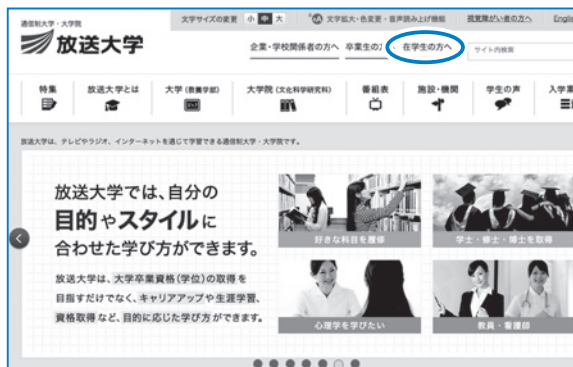 通信制大学・大学院
放送大学
文字サイズの変更 小 中 大 文字拡大・色変更・音声読み上げ機能 視覚障がい者の方へ Englis
企業・学校関係者の方へ 卒業生の方 在学生の方へ サイト内検索
特集 放送大学とは 大学(教養学部) 大学院(文化科学研究科) 番組表 施設・機関 学生の声 入学案
放送大学は、テレビやラジオ、インターネットを通じて学習できる通信制大学・大学院です。
放送大学では、自分の
目的やスタイルに
合わせた学び方ができます。
放送大学は、大学卒業資格(学位)の取得を
目指すだけでなく、キャリアアップや生涯学習、
資格取得など、目的に応じた学び方ができます。
好きな科目を履修
学士・修士・博士を取得
心理学を学びたい
教員・看護師